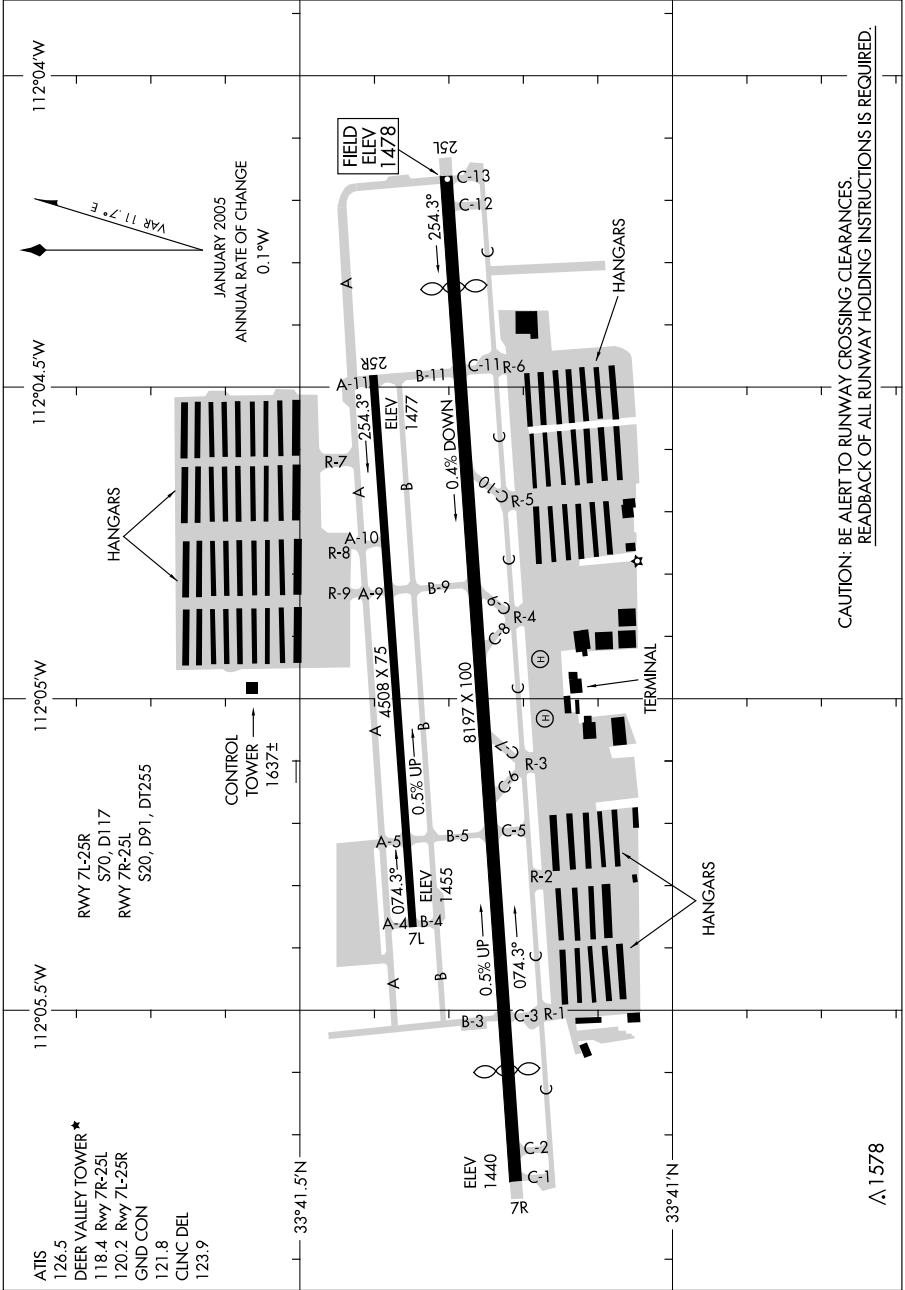 ATIS
126.5
DEER VALLEY TOWER★
118.4 Rwy 7R-25L
120.2 Rwy 7L-25R
GND CON
121.8
CLNC DEL
123.9
RWY 7L-25R
S70, D117
RWY 7R-25L
S20, D91, DT255
CONTROL
TOWER
1637±
HANGARS
JANUARY 2005
ANNUAL RATE OF CHANGE
0.1°W
VAR 11.7° E
112°05.5'W
112°05'W
112°04.5'W
112°04'W
33°41.5'N
33°41'N
FIELD
ELEV
1478
R-9
R-8
R-7
A
A
A
A
A-4
A-5
A-9
A-10
A-11
7L
25R
074.3°
254.3°
4508 X 75
0.5% UP
ELEV
1455
ELEV
1477
B
B
B
B-3
B-4
B-5
B-9
B-11
7R
25L
ELEV
1440
0.5% UP
074.3°
8197 X 100
0.4% DOWN
254.3°
C-1
C-2
C-3
C-5
C-6
C-7
C-8
C-9
C-10
C-11
C-12
C-13
C
C
C
C
C
C
R-1
R-2
R-3
R-4
R-5
R-6
H
H
TERMINAL
HANGARS
HANGARS
CAUTION: BE ALERT TO RUNWAY CROSSING CLEARANCES.
READBACK OF ALL RUNWAY HOLDING INSTRUCTIONS IS REQUIRED.
A1578